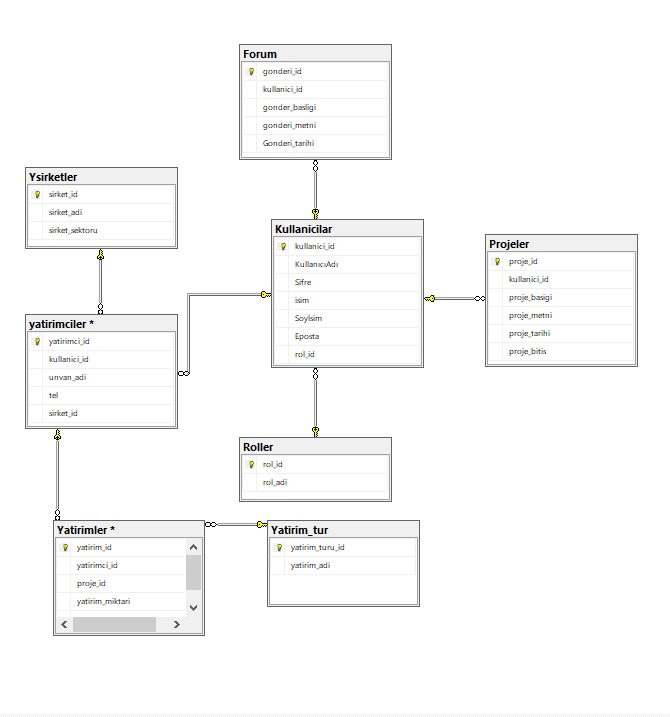 Forum
gonderi_id
kullanici_id
gonder_basligi
gonderi_metni
Gonderi_tarihi
Ysirketler
sirket_id
sirket_adi
sirket_sektoru
Kullanicilar
kullanici_id
KullanıcıAdı
Sifre
isim
SoyIsim
Eposta
rol_id
Projeler
proje_id
kullanici_id
proje_basigi
proje_metni
proje_tarihi
proje_bitis
yatirimciler *
yatirimci_id
kullanici_id
unvan_adi
tel
sirket_id
Roller
rol_id
rol_adi
Yatirimler *
yatirim_id
yatirimci_id
proje_id
yatirim_miktari
Yatirim_tur
yatirim_turu_id
yatirim_adi